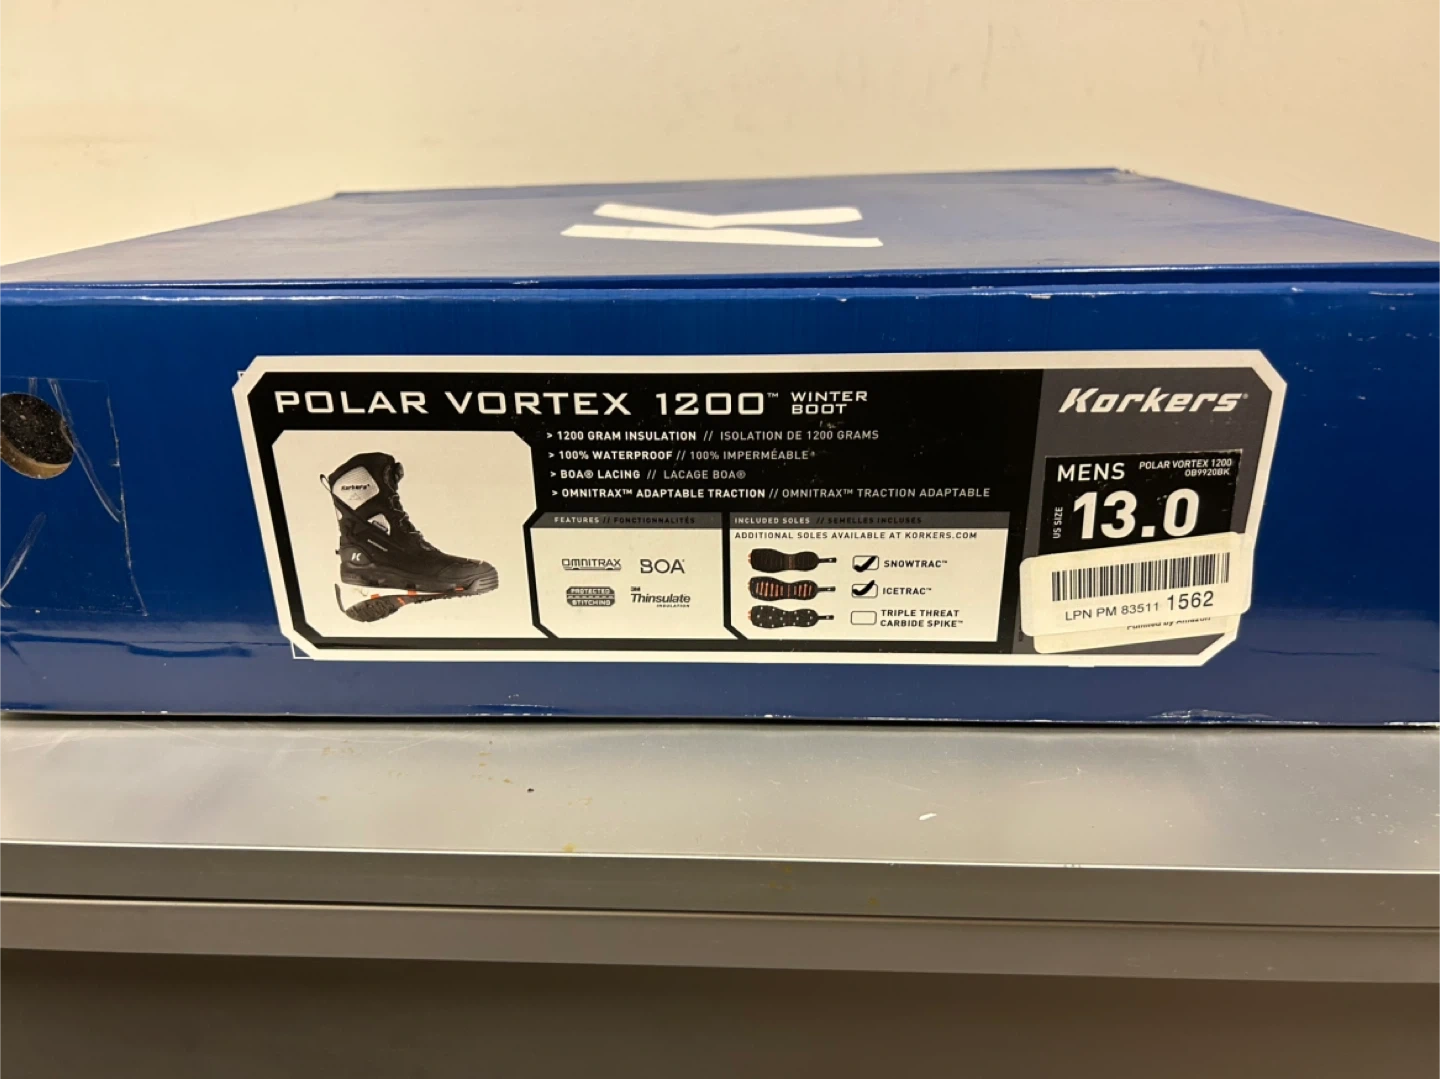 K
POLAR VORTEX 1200™ WINTER BOOT
> 1200 GRAM INSULATION // ISOLATION DE 1200 GRAMS
> 100% WATERPROOF // 100% IMPERMÉABLE*
> BOA® LACING // LACAGE BOA®
> OMNITRAX™ ADAPTABLE TRACTION // OMNITRAX™ TRACTION ADAPTABLE
Korkers
K
FEATURES // FONCTIONNALITÉS
OMNITRAX
BOA
PROTECTED STITCHING
3M Thinsulate
INSULATION
INCLUDED SOLES // SEMELLES INCLUSES
ADDITIONAL SOLES AVAILABLE AT KORKERS.COM
SNOWTRAC™
ICETRAC™
TRIPLE THREAT
CARBIDE SPIKE™
Korkers®
MENS
POLAR VORTEX 1200
OB9920BK
US SIZE
13.0
LPN PM 83511 1562